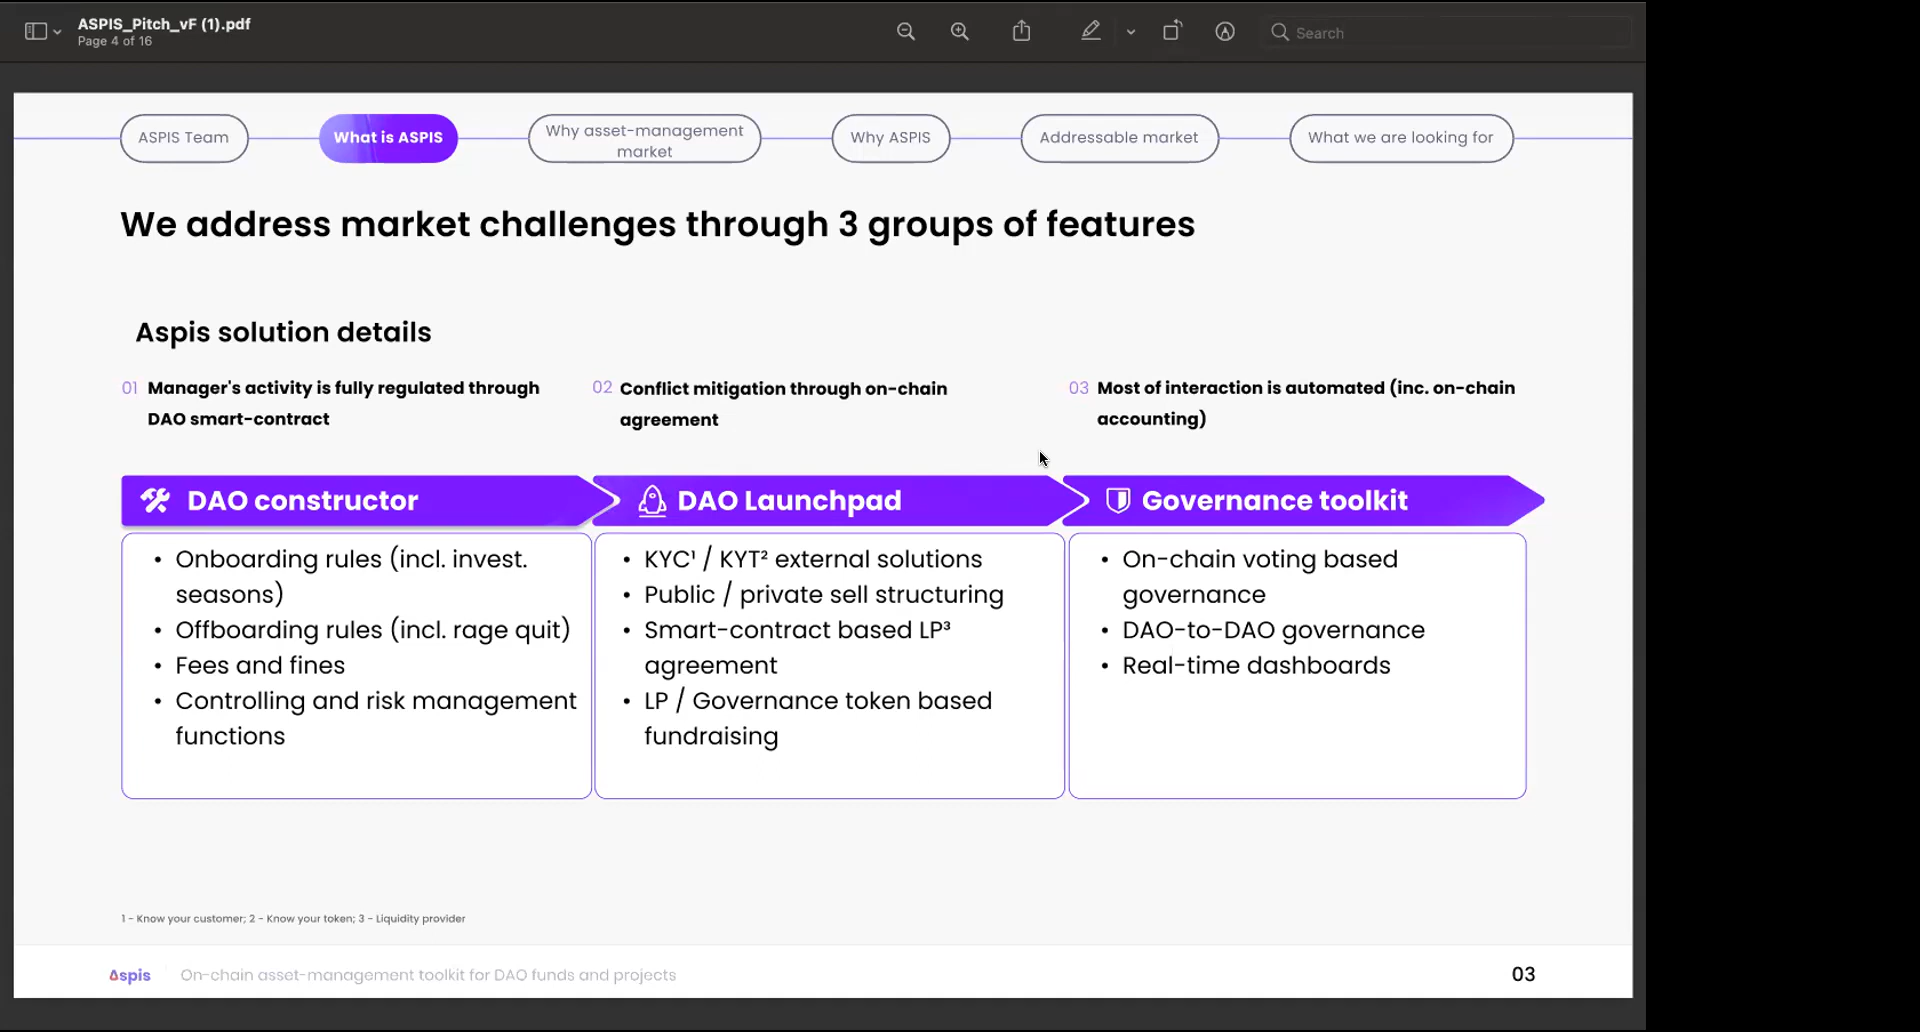 ASPIS_Pitch_vF (1).pdf
Page 4 of 16
Search
ASPIS Team
What is ASPIS
Why asset-management
market
Why ASPIS
Addressable market
What we are looking for
We address market challenges through 3 groups of features
Aspis solution details
01 Manager's activity is fully regulated through
DAO smart-contract
02 Conflict mitigation through on-chain
agreement
03 Most of interaction is automated (inc. on-chain
accounting)
DAO constructor
• Onboarding rules (incl. invest.
seasons)
• Offboarding rules (incl. rage quit)
• Fees and fines
• Controlling and risk management
functions
DAO Launchpad
• KYC¹ / KYT² external solutions
• Public / private sell structuring
• Smart-contract based LP³
agreement
• LP / Governance token based
fundraising
Governance toolkit
• On-chain voting based
governance
• DAO-to-DAO governance
• Real-time dashboards
1 - Know your customer; 2 - Know your token; 3 - Liquidity provider
Aspis On-chain asset-management toolkit for DAO funds and projects
03